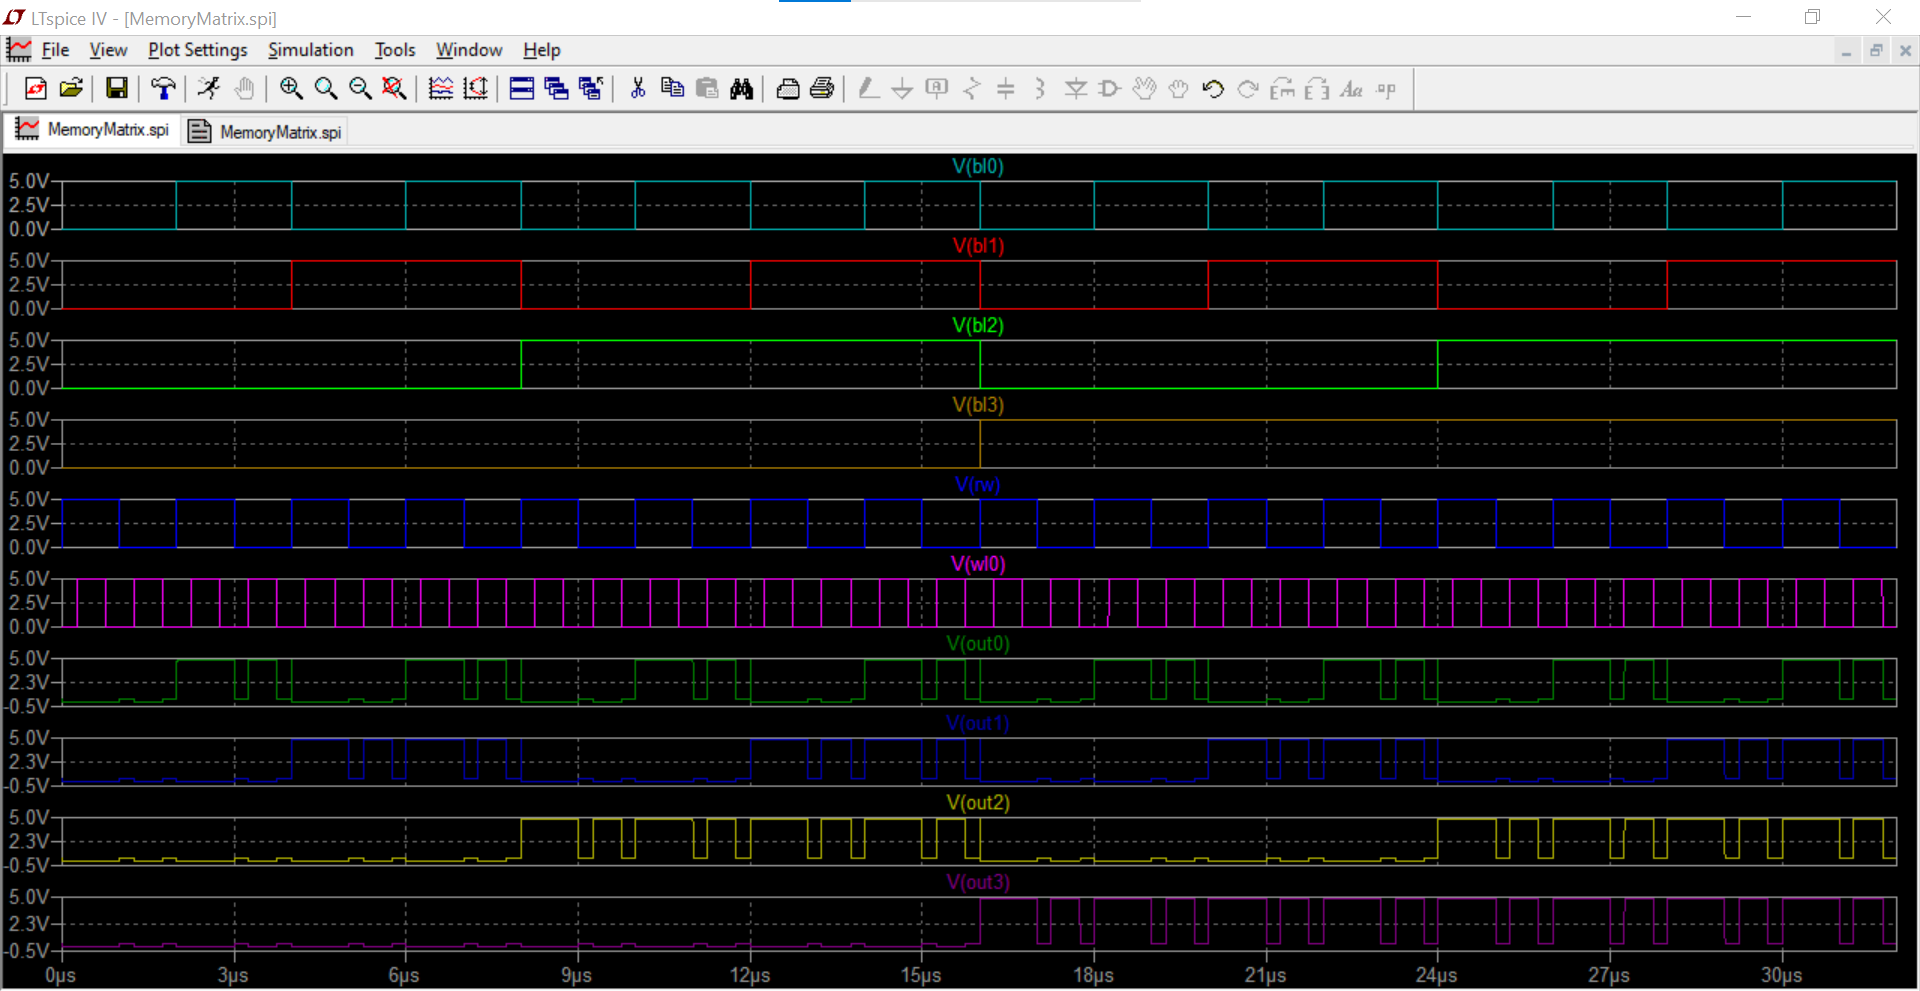 LTspice IV - [MemoryMatrix.spi]
File View Plot Settings Simulation Tools Window Help
MemoryMatrix.spi MemoryMatrix.spi
V(bl0)
5.0V
2.5V
0.0V
V(bl1)
5.0V
2.5V
0.0V
V(bl2)
5.0V
2.5V
0.0V
V(bl3)
5.0V
2.5V
0.0V
V(rw)
5.0V
2.5V
0.0V
V(wl0)
5.0V
2.5V
0.0V
V(out0)
5.0V
2.3V
-0.5V
V(out1)
5.0V
2.3V
-0.5V
V(out2)
5.0V
2.3V
-0.5V
V(out3)
5.0V
2.3V
-0.5V
0µs 3µs 6µs 9µs 12µs 15µs 18µs 21µs 24µs 27µs 30µs